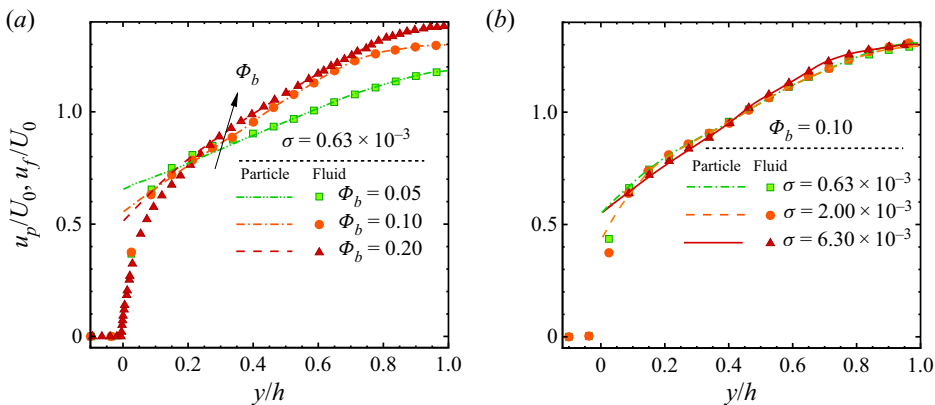 (a)
u_p/U_0, u_f/U_0
1.0
0.5
0
Φ_b
σ = 0.63 × 10⁻³
Particle Fluid
Φ_b = 0.05
Φ_b = 0.10
Φ_b = 0.20
0 0.2 0.4 0.6 0.8 1.0
y/h
(b)
1.0
0.5
0
Φ_b = 0.10
Particle Fluid
σ = 0.63 × 10⁻³
σ = 2.00 × 10⁻³
σ = 6.30 × 10⁻³
0 0.2 0.4 0.6 0.8 1.0
y/h